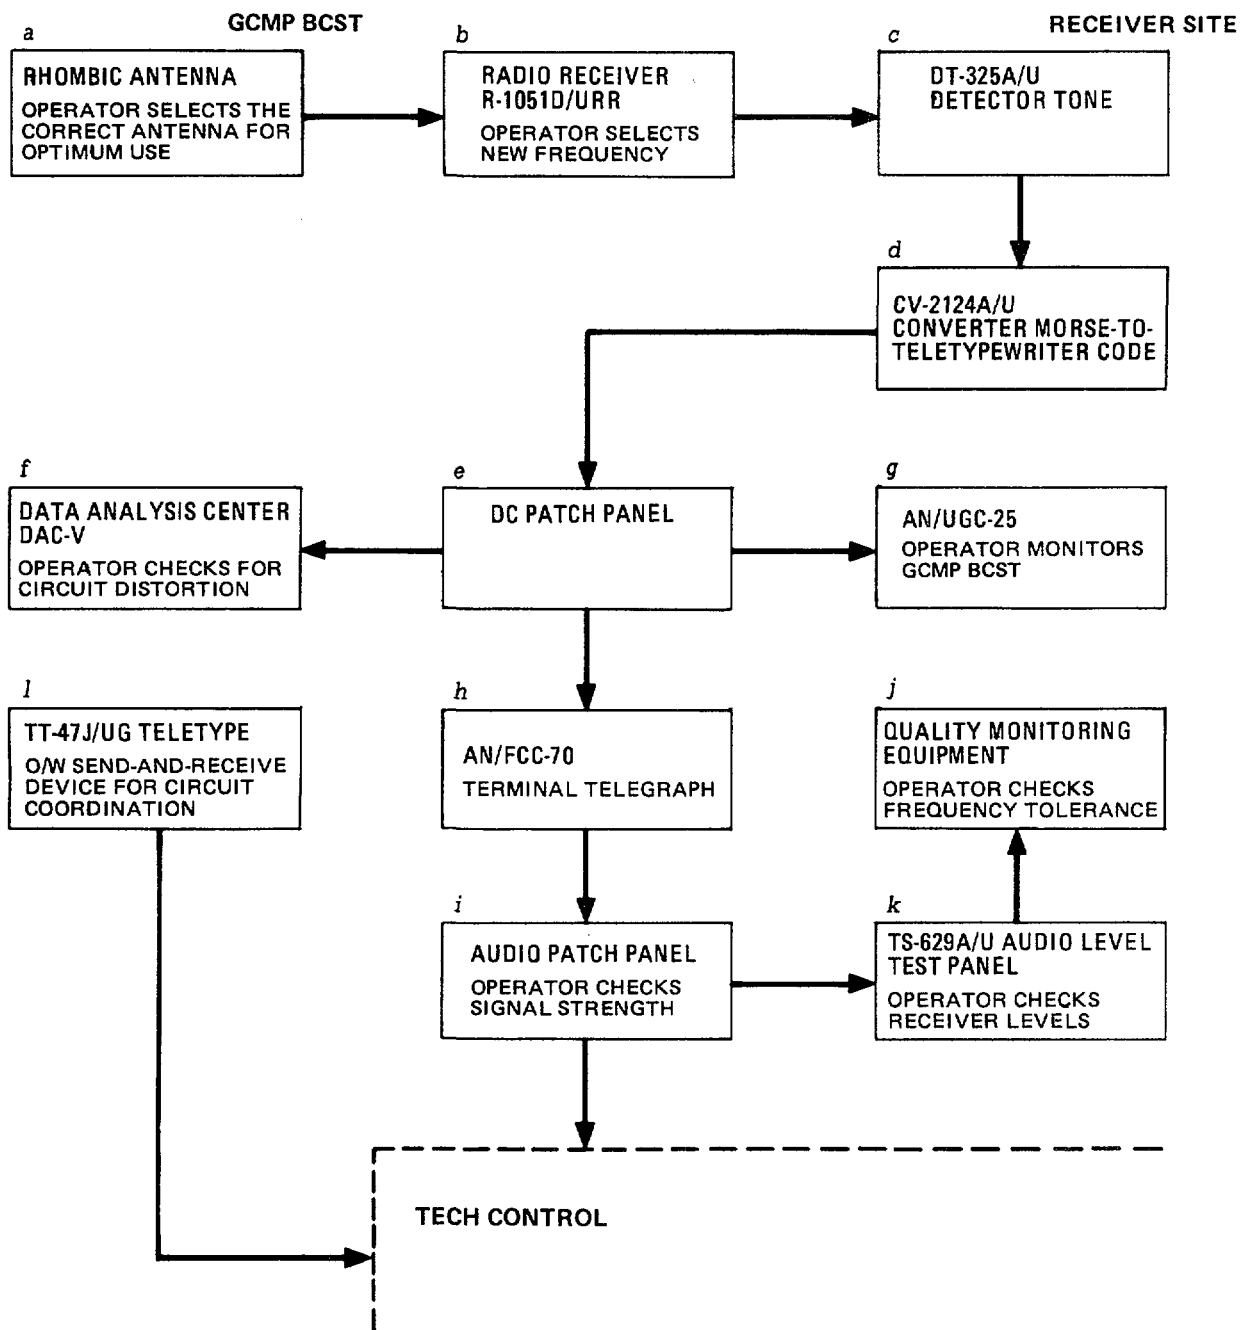 GCMP BCST
RECEIVER SITE
a
RHOMBIC ANTENNA
OPERATOR SELECTS THE
CORRECT ANTENNA FOR
OPTIMUM USE
b
RADIO RECEIVER
R-1051D/URR
OPERATOR SELECTS
NEW FREQUENCY
c
DT-325A/U
DETECTOR TONE
d
CV-2124A/U
CONVERTER MORSE-TO-
TELETYPEWRITER CODE
f
DATA ANALYSIS CENTER
DAC-V
OPERATOR CHECKS FOR
CIRCUIT DISTORTION
e
DC PATCH PANEL
g
AN/UGC-25
OPERATOR MONITORS
GCMP BCST
l
TT-47J/UG TELETYPE
O/W SEND-AND-RECEIVE
DEVICE FOR CIRCUIT
COORDINATION
h
AN/FCC-70
TERMINAL TELEGRAPH
j
QUALITY MONITORING
EQUIPMENT
OPERATOR CHECKS
FREQUENCY TOLERANCE
i
AUDIO PATCH PANEL
OPERATOR CHECKS
SIGNAL STRENGTH
k
TS-629A/U AUDIO LEVEL
TEST PANEL
OPERATOR CHECKS
RECEIVER LEVELS
TECH CONTROL